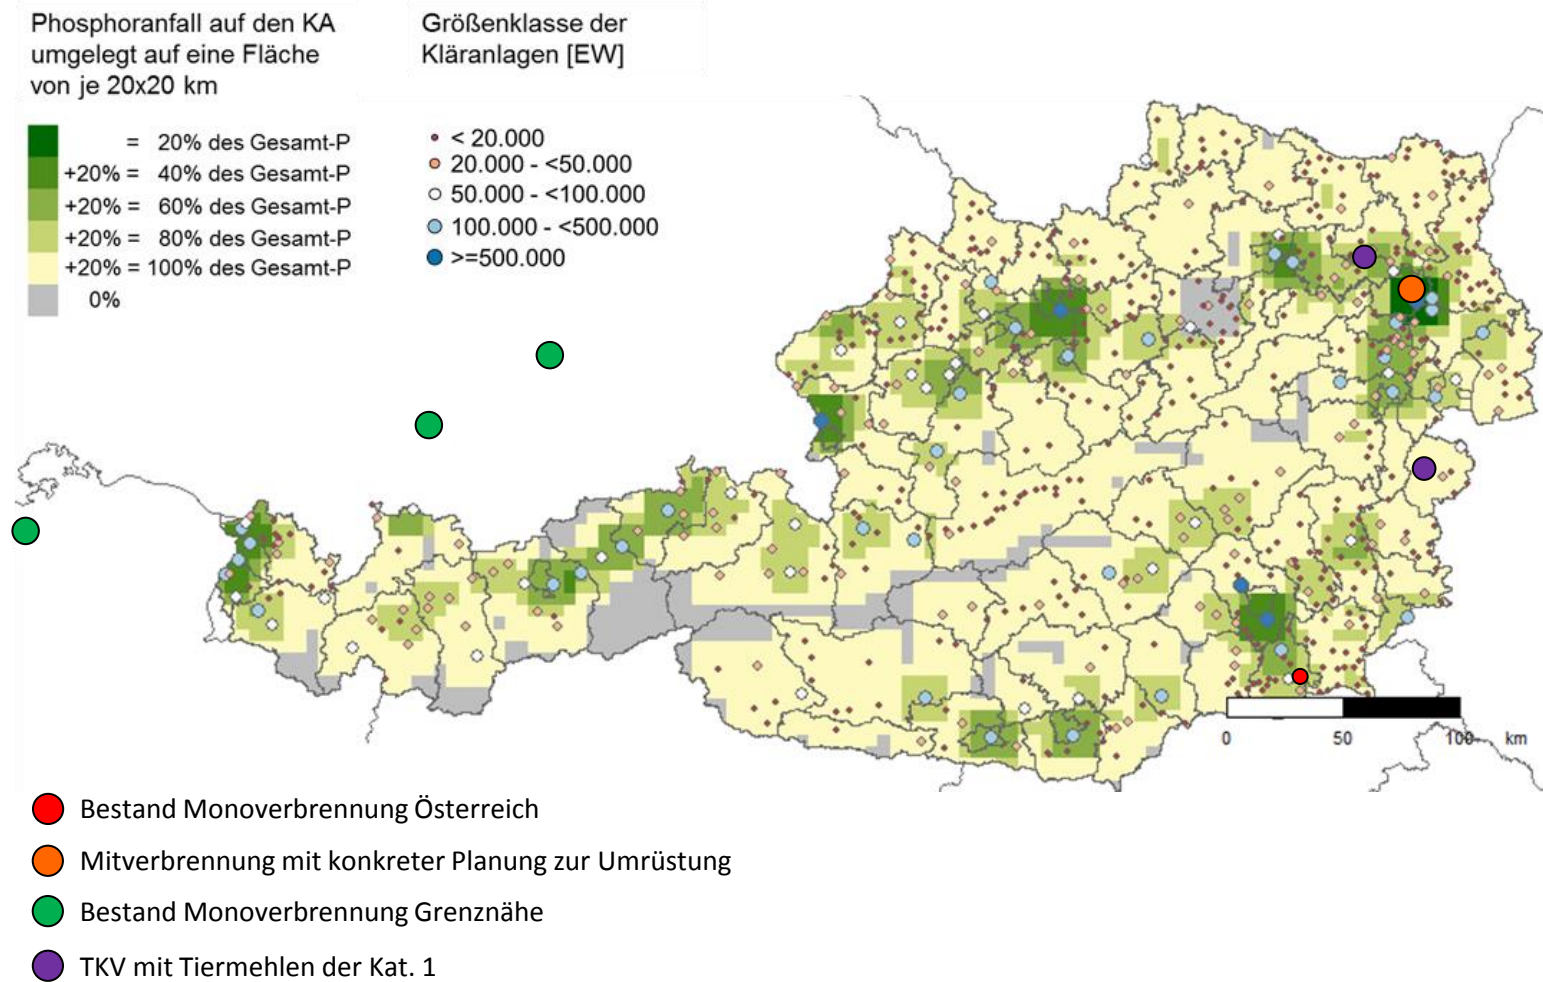 Phosphoranfall auf den KA
umgelegt auf eine Fläche
von je 20x20 km
= 20% des Gesamt-P
+20% = 40% des Gesamt-P
+20% = 60% des Gesamt-P
+20% = 80% des Gesamt-P
+20% = 100% des Gesamt-P
0%
Größenklasse der
Kläranlagen [EW]
< 20.000
20.000 - <50.000
50.000 - <100.000
100.000 - <500.000
>=500.000
0 50 100 km
Bestand Monoverbrennung Österreich
Mitverbrennung mit konkreter Planung zur Umrüstung
Bestand Monoverbrennung Grenznähe
TKV mit Tiermehlen der Kat. 1